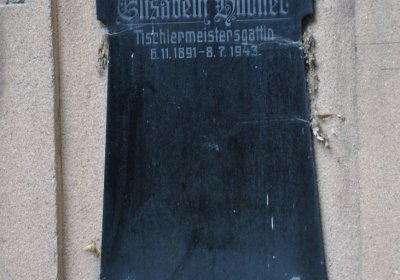 Elisabeth
Tischlermeistersgattin
6.11.1891–8.7.1943.